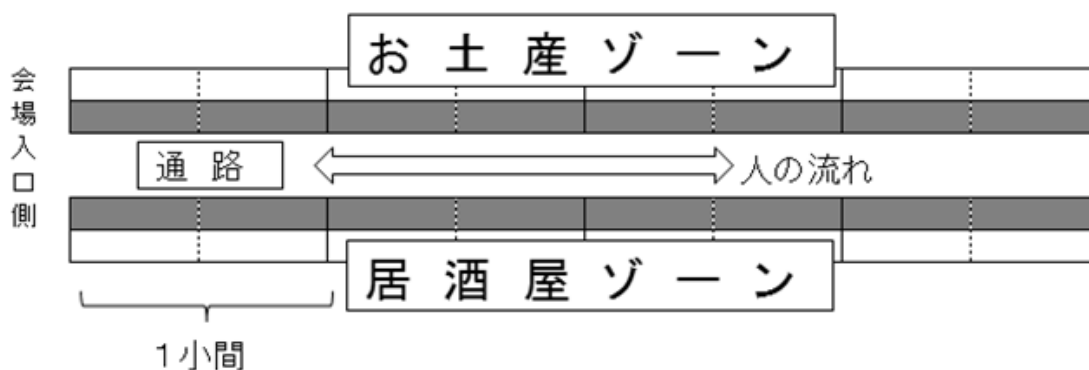 お土産ゾーン
会場入口側
通路
人の流れ
居酒屋ゾーン
1小間